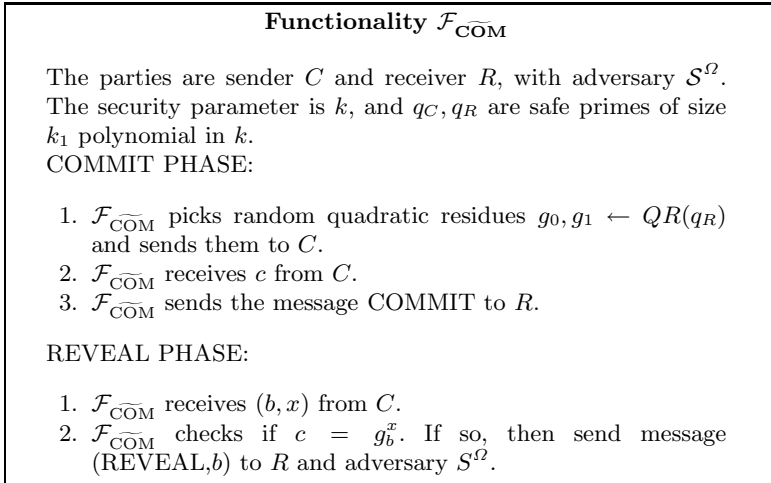 Functionality $\mathcal{F}_{\widetilde{\text{COM}}}$
The parties are sender $C$ and receiver $R$, with adversary $\mathcal{S}^{\Omega}$.
The security parameter is $k$, and $q_C, q_R$ are safe primes of size
$k_1$ polynomial in $k$.
COMMIT PHASE:
1. $\mathcal{F}_{\widetilde{\text{COM}}}$ picks random quadratic residues $g_0, g_1 \leftarrow QR(q_R)$
and sends them to $C$.
2. $\mathcal{F}_{\widetilde{\text{COM}}}$ receives $c$ from $C$.
3. $\mathcal{F}_{\widetilde{\text{COM}}}$ sends the message COMMIT to $R$.
REVEAL PHASE:
1. $\mathcal{F}_{\widetilde{\text{COM}}}$ receives $(b, x)$ from $C$.
2. $\mathcal{F}_{\widetilde{\text{COM}}}$ checks if $c = g_b^x$. If so, then send message
(REVEAL,$b$) to $R$ and adversary $S^{\Omega}$.